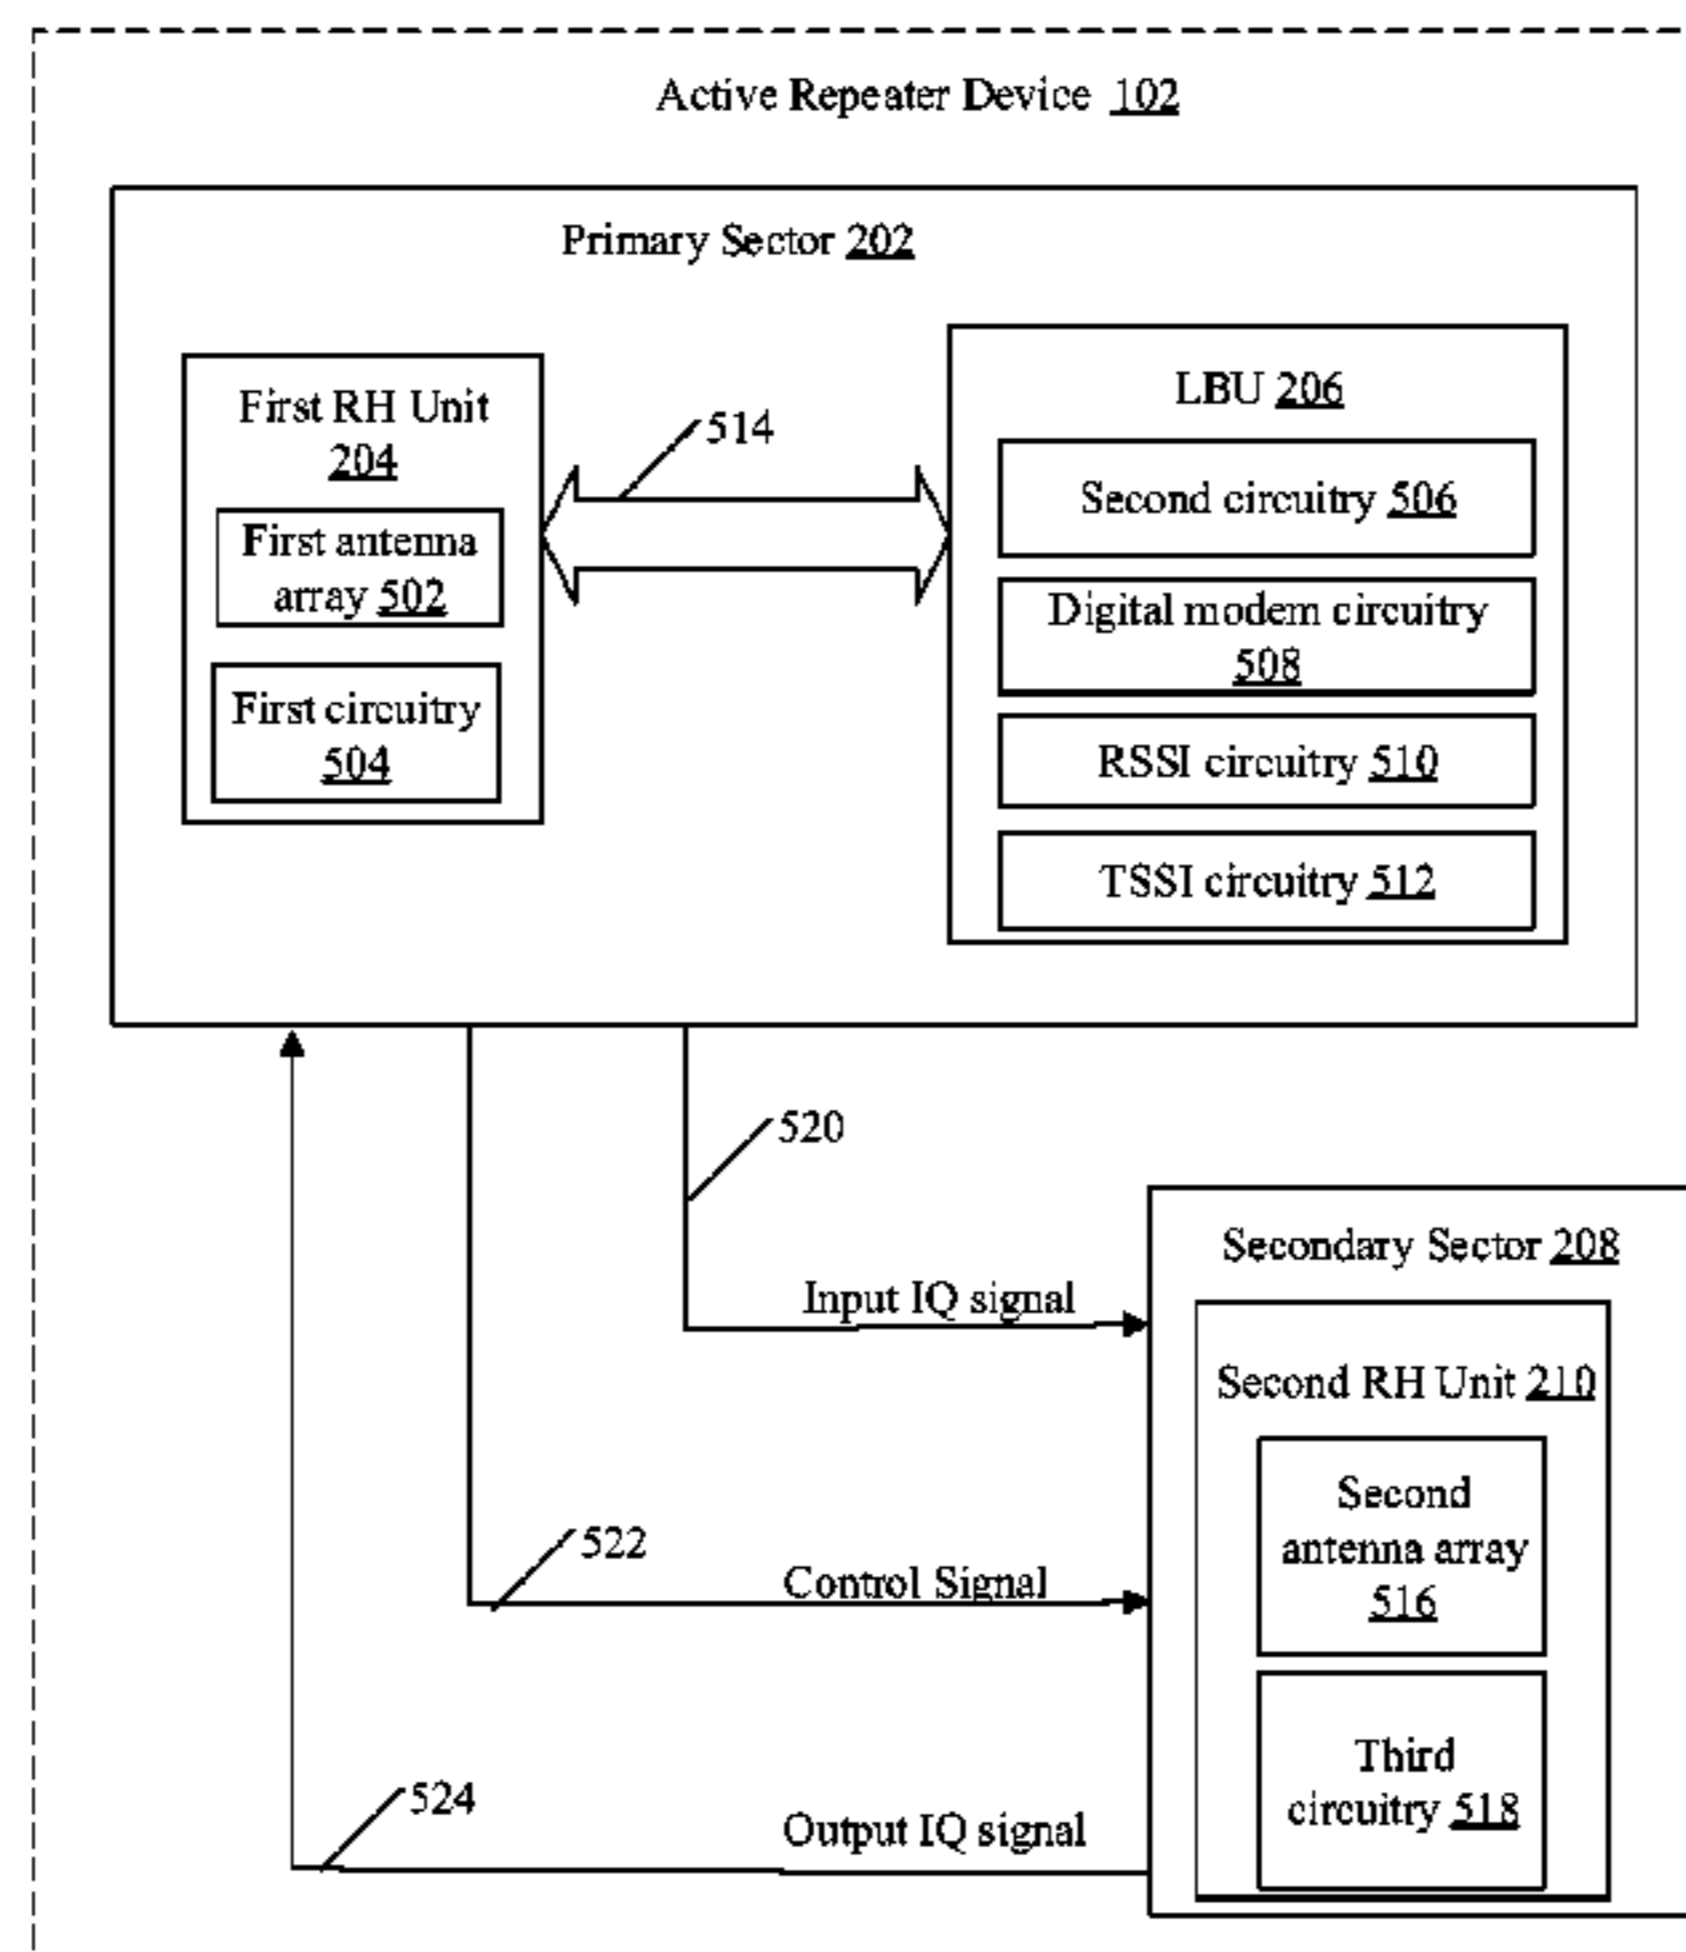 Active Repeater Device 102
Primary Sector 202
First RH Unit
204
First antenna
array 502
First circuitry
504
514
LBU 206
Second circuitry 506
Digital modem circuitry
508
RSSI circuitry 510
TSSI circuitry 512
520
Input IQ signal
522
Control Signal
524
Output IQ signal
Secondary Sector 208
Second RH Unit 210
Second
antenna array
516
Third
circuitry 518